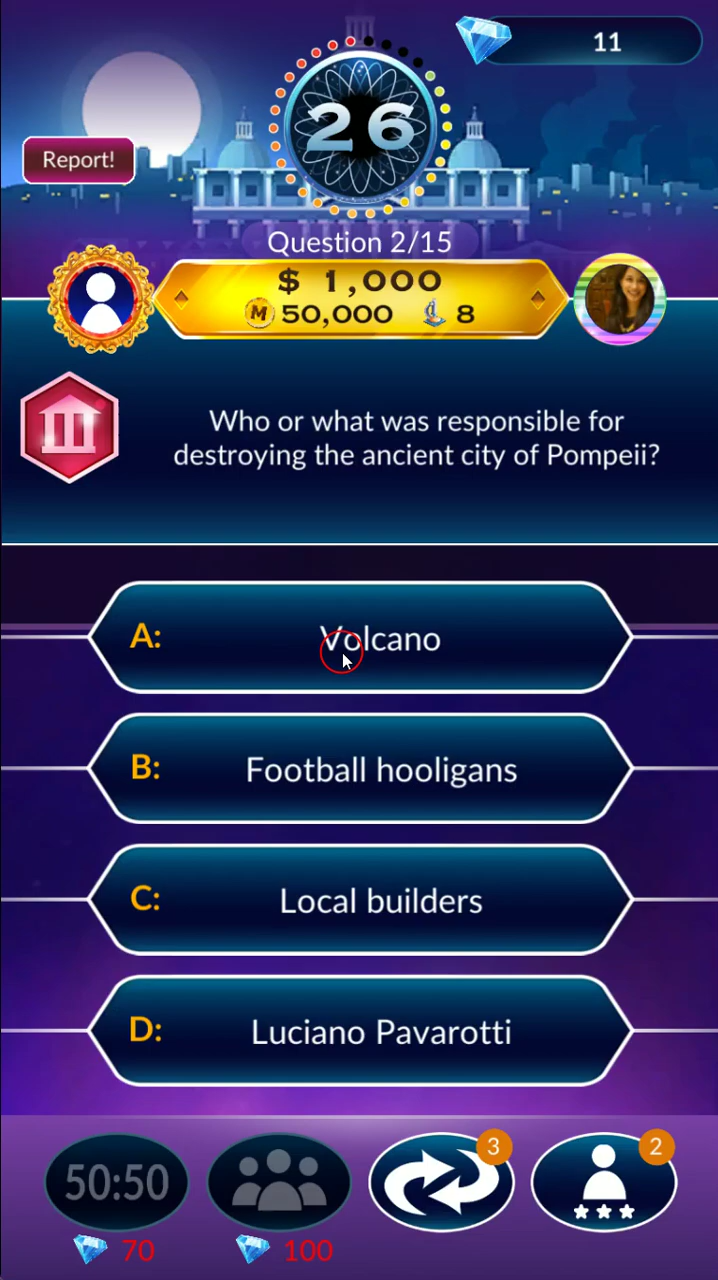 11
26
Report!
Question 2/15
$ 1,000
M 50,000 8
Who or what was responsible for
destroying the ancient city of Pompeii?
A: Volcano
B: Football hooligans
C: Local builders
D: Luciano Pavarotti
3
2
50:50
70
100